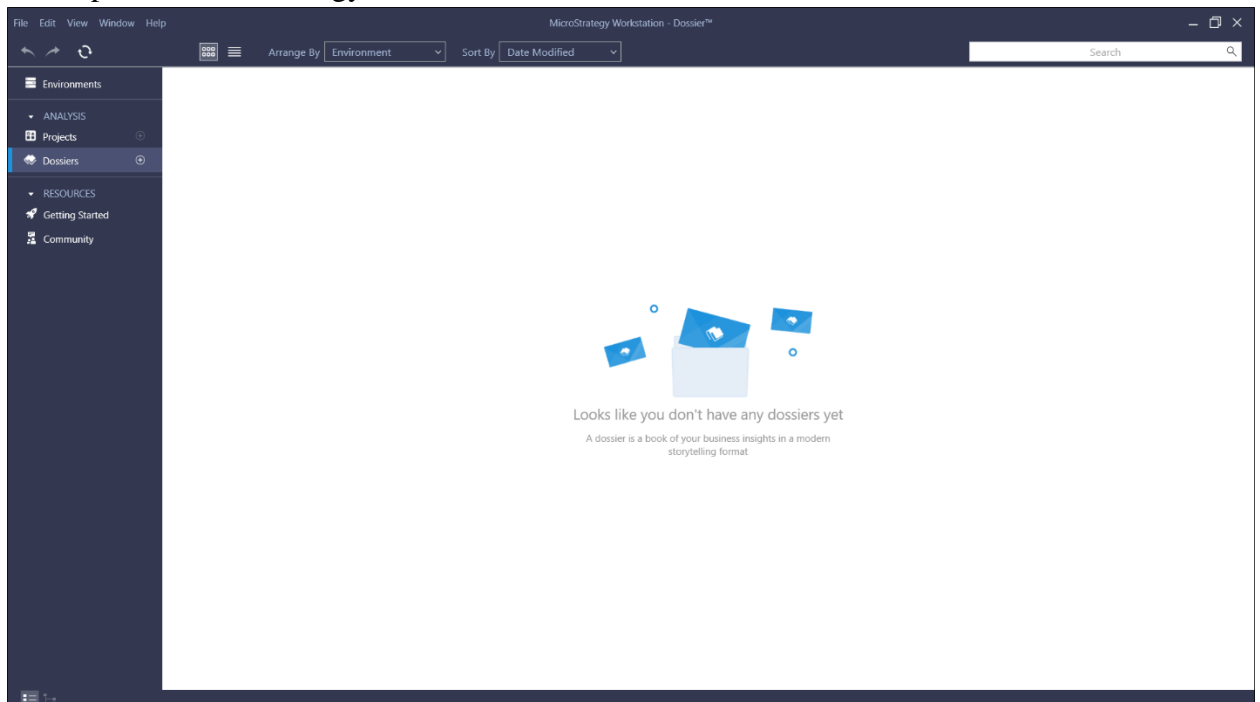 File Edit View Window Help
MicroStrategy Workstation - Dossier™
Arrange By Environment
Sort By Date Modified
Search
Environments
ANALYSIS
Projects
Dossiers
RESOURCES
Getting Started
Community
Looks like you don't have any dossiers yet
A dossier is a book of your business insights in a modern
storytelling format